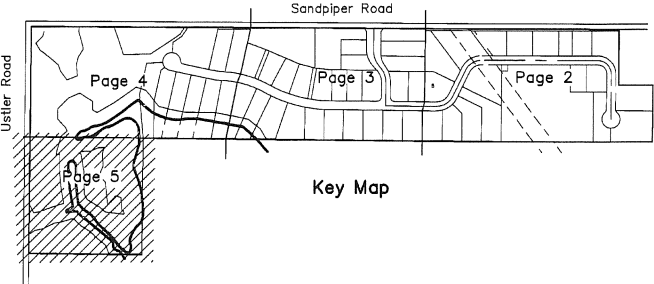 Sandpiper Road
Ustler Road
Page 4
Page 3
Page 2
Page 5
Key Map